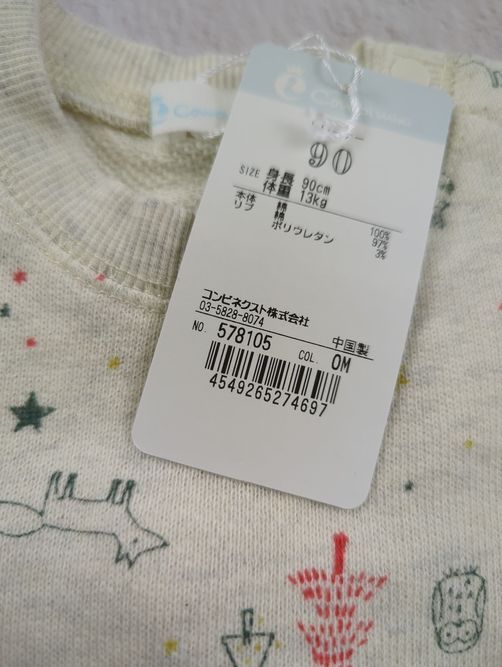 90
SIZE 身長 90cm
体重 13kg
本体 綿 100%
リブ 綿 97%
ポリウレタン 3%
コンビネクスト株式会社
03-5828-8074
NO. 578105 COL. OM 中国製
4549265274697